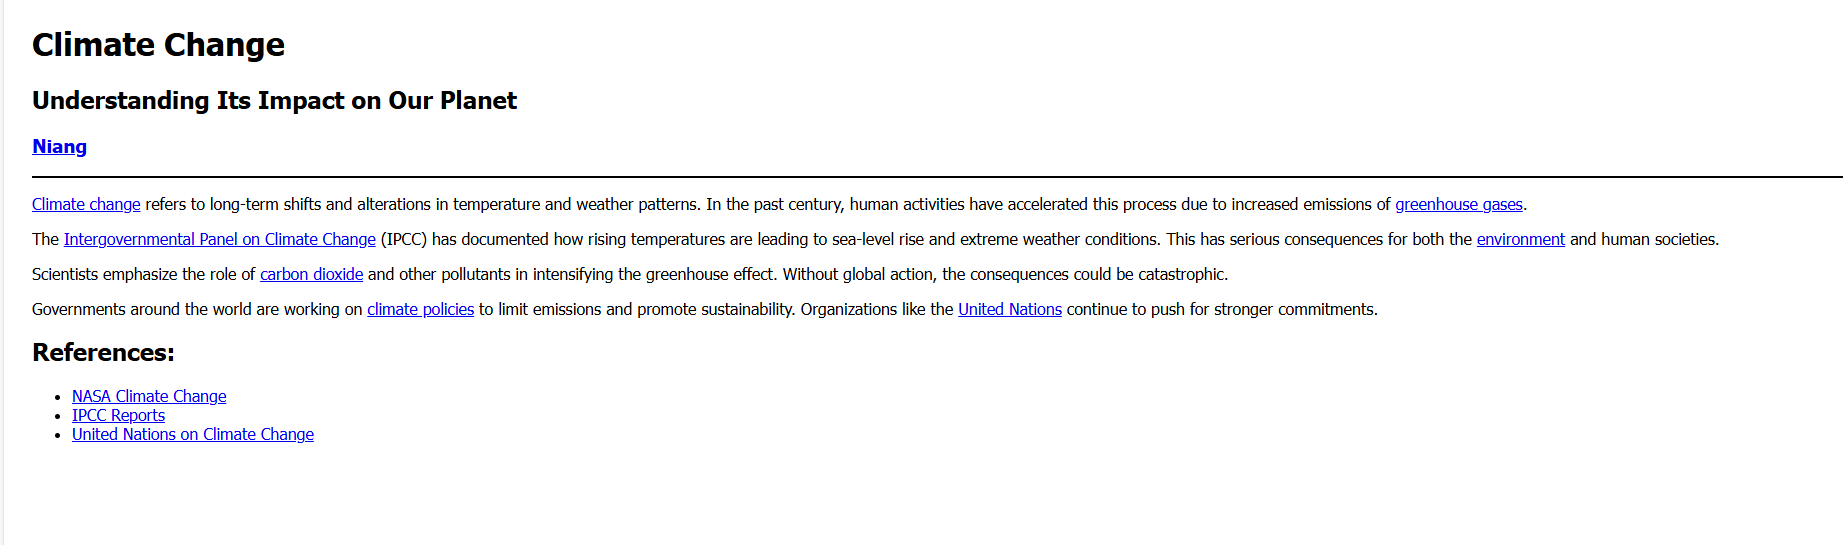 Climate Change
Understanding Its Impact on Our Planet
Niang
Climate change refers to long-term shifts and alterations in temperature and weather patterns. In the past century, human activities have accelerated this process due to increased emissions of greenhouse gases.
The Intergovernmental Panel on Climate Change (IPCC) has documented how rising temperatures are leading to sea-level rise and extreme weather conditions. This has serious consequences for both the environment and human societies.
Scientists emphasize the role of carbon dioxide and other pollutants in intensifying the greenhouse effect. Without global action, the consequences could be catastrophic.
Governments around the world are working on climate policies to limit emissions and promote sustainability. Organizations like the United Nations continue to push for stronger commitments.
References:
• NASA Climate Change
• IPCC Reports
• United Nations on Climate Change